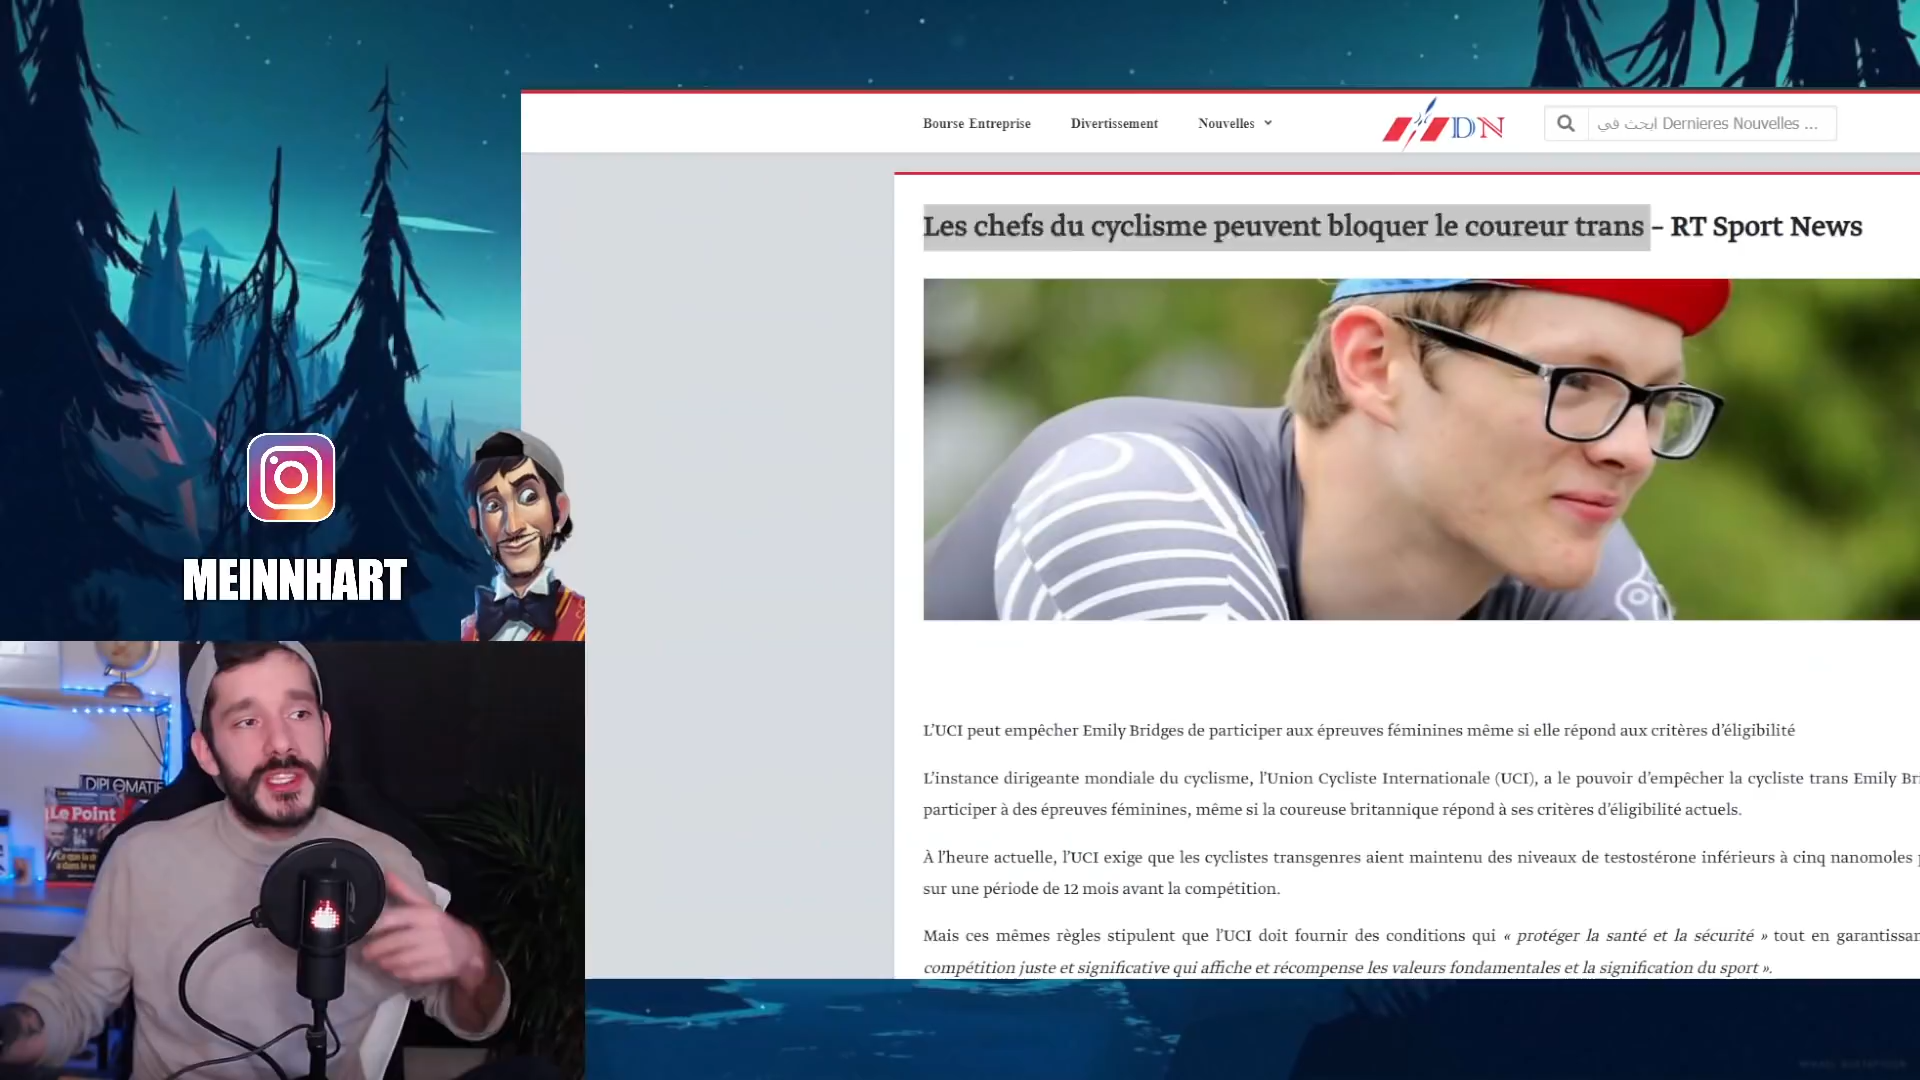 Bourse Entreprise
Divertissement
Nouvelles
DN
ابحث في Dernieres Nouvelles ...
Les chefs du cyclisme peuvent bloquer le coureur trans – RT Sport News
MEINNHART
L'UCI peut empêcher Emily Bridges de participer aux épreuves féminines même si elle répond aux critères d'éligibilité
L'instance dirigeante mondiale du cyclisme, l'Union Cycliste Internationale (UCI), a le pouvoir d'empêcher la cycliste trans Emily Bri
participer à des épreuves féminines, même si la coureuse britannique répond à ses critères d'éligibilité actuels.
À l'heure actuelle, l'UCI exige que les cyclistes transgenres aient maintenu des niveaux de testostérone inférieurs à cinq nanomoles p
sur une période de 12 mois avant la compétition.
Mais ces mêmes règles stipulent que l'UCI doit fournir des conditions qui « protéger la santé et la sécurité » tout en garantissan
compétition juste et significative qui affiche et récompense les valeurs fondamentales et la signification du sport ».
DIPLOMATIE
Le Point